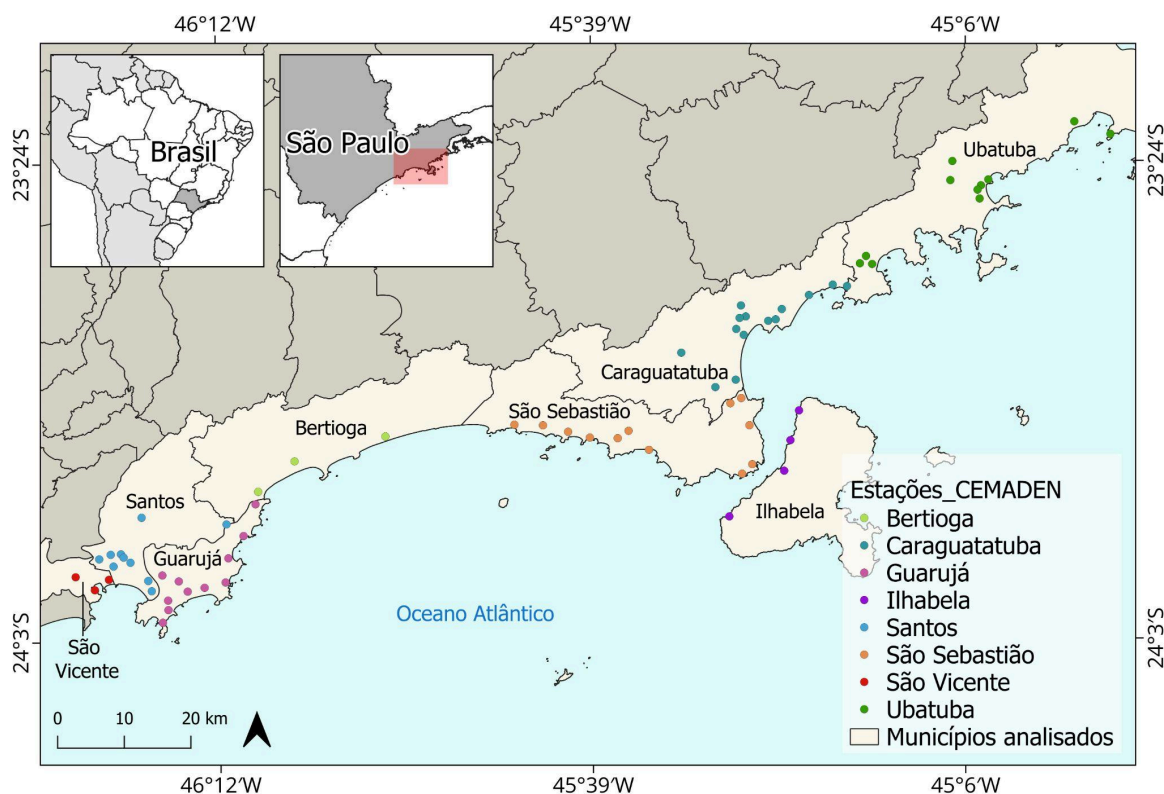 46°12'W
45°39'W
45°6'W
Brasil
São Paulo
23°24'S
23°24'S
Ubatuba
Caraguatatuba
São Sebastião
Bertioga
Santos
Guarujá
Ilhabela
São
Vicente
Oceano Atlântico
Estações_CEMADEN
Bertioga
Caraguatatuba
Guarujá
Ilhabela
Santos
São Sebastião
São Vicente
Ubatuba
Municípios analisados
24°3'S
24°3'S
0 10 20 km
46°12'W
45°39'W
45°6'W